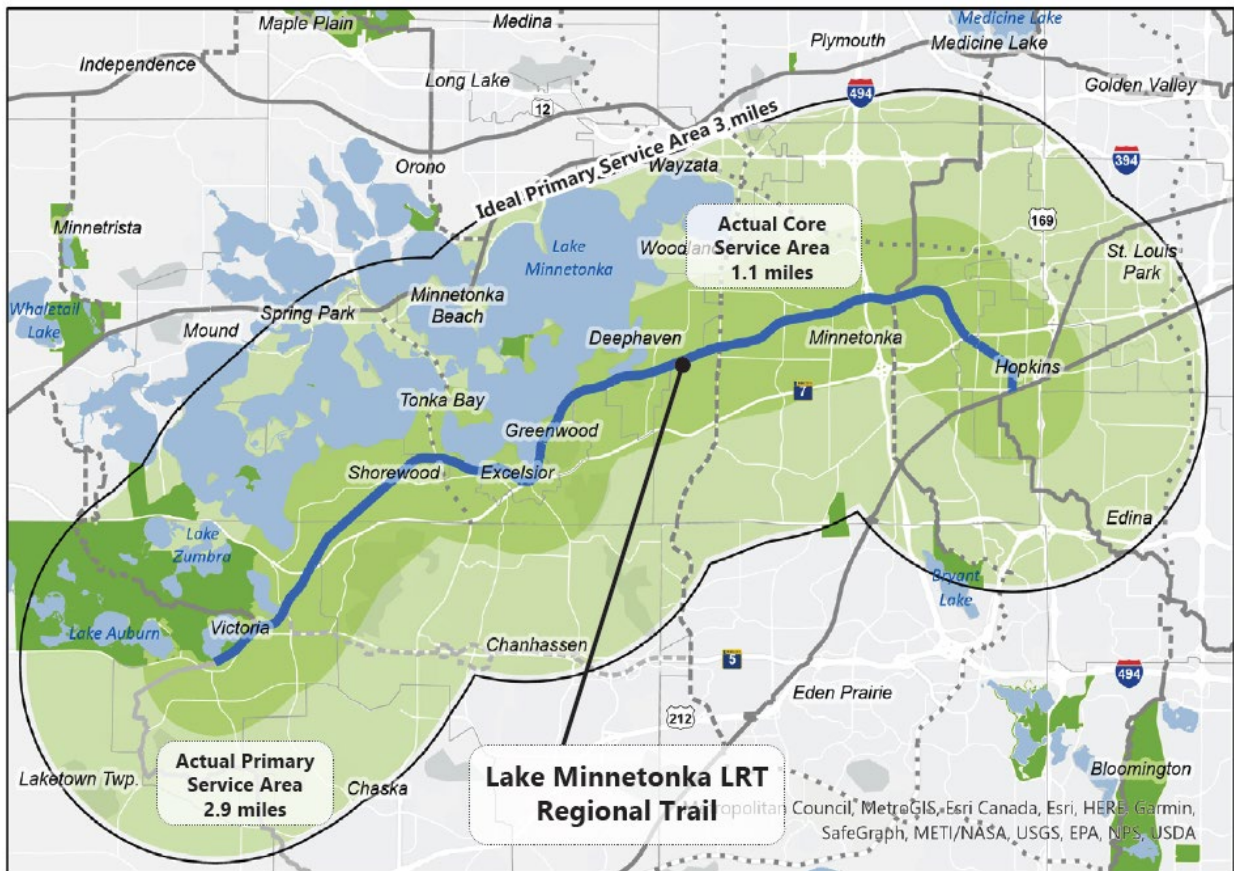 Maple Plain
Medina
Medicine Lake
Plymouth
Medicine Lake
Independence
Long Lake
494
Golden Valley
12
Ideal Primary Service Area 3 miles
394
Orono
Wayzata
Minnetrista
Actual Core
Service Area
1.1 miles
169
Lake
Minnetonka
Woodland
St. Louis
Park
Whaletail
Lake
Mound
Spring Park
Minnetonka
Beach
Deephaven
Minnetonka
Hopkins
7
Tonka Bay
Greenwood
Shorewood
Excelsior
Edina
Lake
Zumbra
Bryant
Lake
Lake Auburn
Victoria
Chanhassen
5
494
Eden Prairie
212
Actual Primary
Service Area
2.9 miles
Laketown Twp.
Chaska
Lake Minnetonka LRT
Regional Trail
Bloomington
Metropolitan Council, MetroGIS, Esri Canada, Esri, HERE, Garmin,
SafeGraph, METI/NASA, USGS, EPA, NPS, USDA